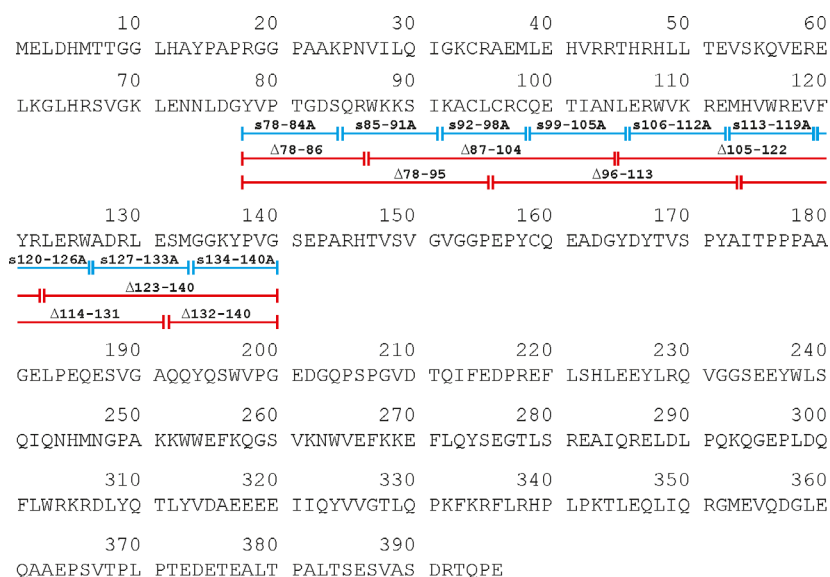 10 20 30 40 50 60
MELDHMTTGG LHAYPAPRGG PAAKPNVILQ IGKCRAEMLE HVRRTHRHLL TEVSKQVERE
70 80 90 100 110 120
LKGLHRSVGK LENNLDGYVP TGDSQRWKKS IKACLCRCQE TIANLERWVK REMHVWREVF
s78-84A s85-91A s92-98A s99-105A s106-112A s113-119A
Δ78-86 Δ87-104 Δ105-122
Δ78-95 Δ96-113
130 140 150 160 170 180
YRLERWADRL ESMGGKYPVG SEPARHTVSV GVGGPEPYCQ EADGYDYTVS PYAITPPPAA
s120-126A s127-133A s134-140A
Δ123-140
Δ114-131 Δ132-140
190 200 210 220 230 240
GELPEQESVG AQQYQSWVPG EDGQPSPGVD TQIFEDPREF LSHLEEYLRQ VGGSEEYWLS
250 260 270 280 290 300
QIQNHMNGPA KKWWEFKQGS VKNWVEFKKE FLQYSEGTLS REAIQRELDL PQKQGEPLDQ
310 320 330 340 350 360
FLWRKRDLYQ TLYVDAEEEE IIQYVVGTLQ PKFKRFLRHP LPKTLEQLIQ RGMEVQDGLE
370 380 390
QAAEPSVTPL PTEDETEALT PALTSESVAS DRTQPE